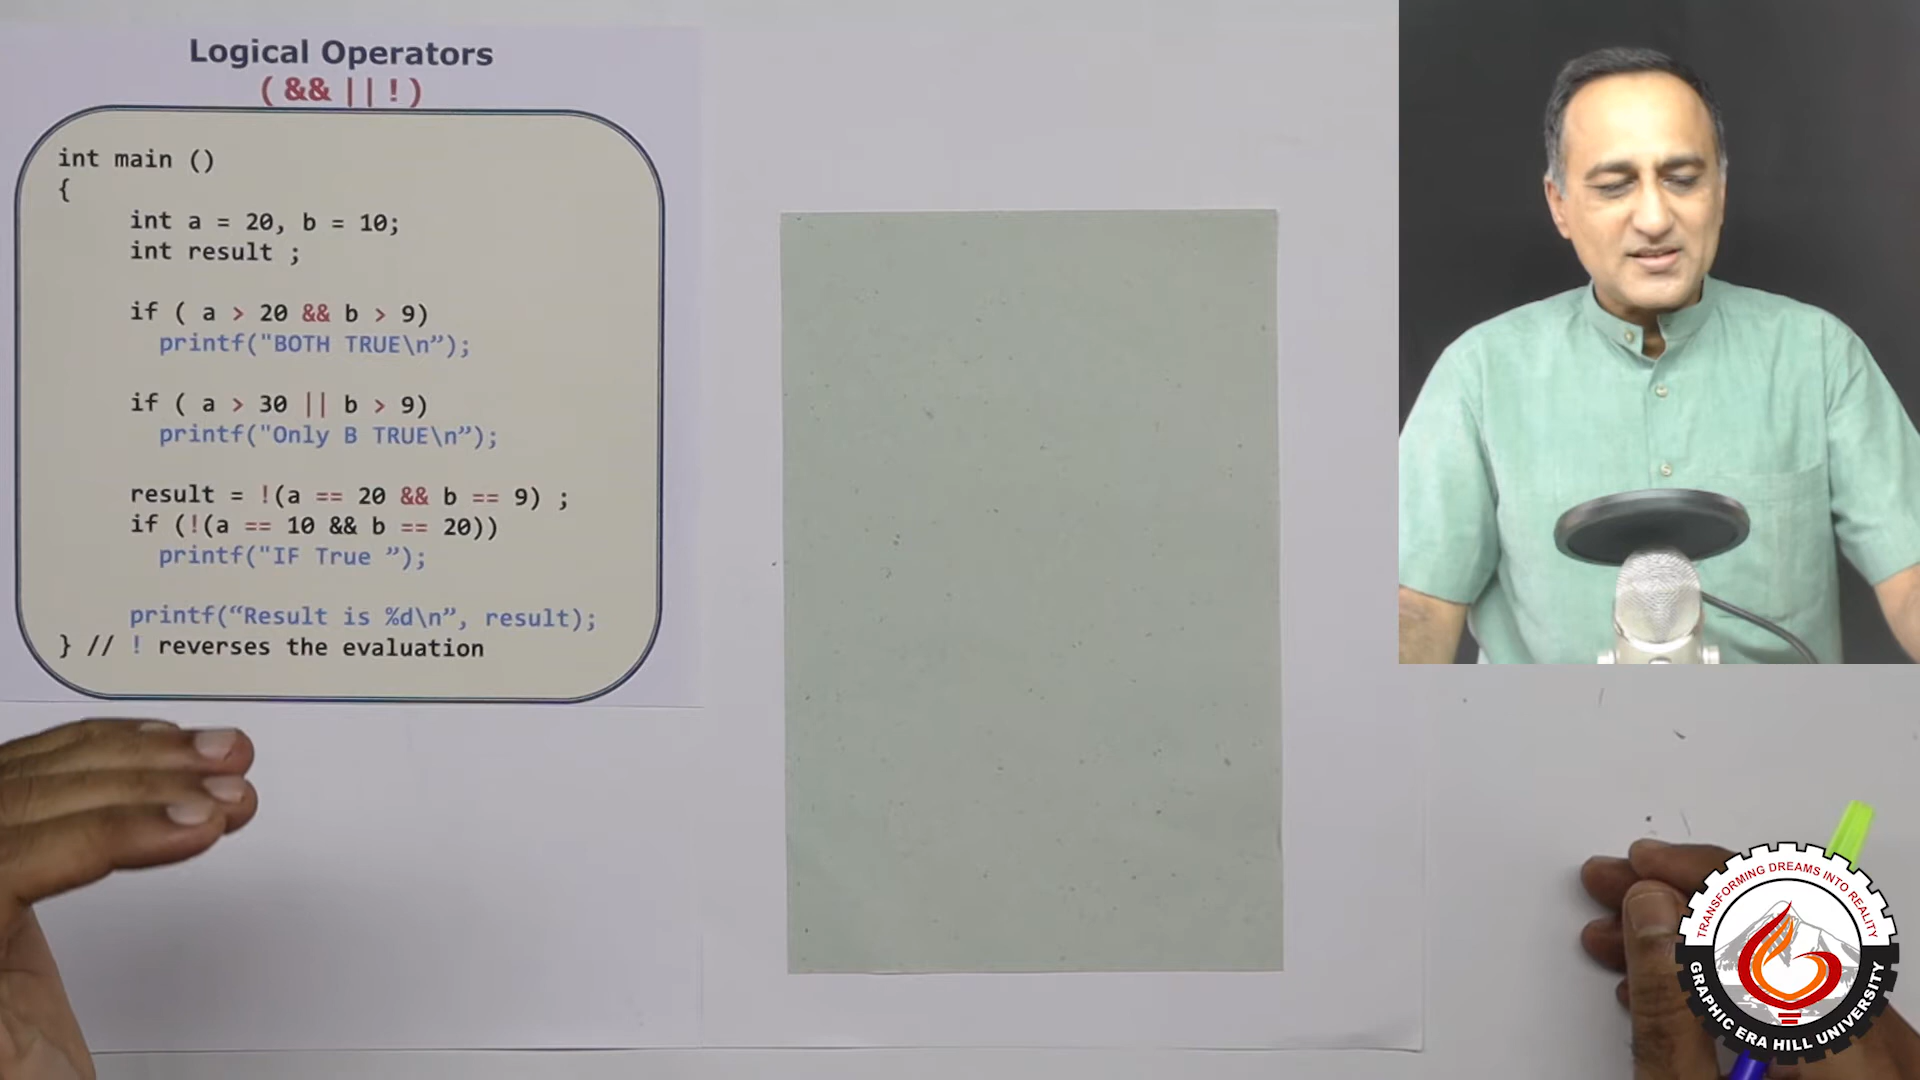 Logical Operators
( && || ! )
int main ()
{
int a = 20, b = 10;
int result ;
if ( a > 20 && b > 9)
printf("BOTH TRUE\n”);
if ( a > 30 || b > 9)
printf("Only B TRUE\n”);
result = !(a == 20 && b == 9) ;
if (!(a == 10 && b == 20))
printf("IF True ”);
printf(“Result is %d\n”, result);
} // ! reverses the evaluation
TRANSFORMING DREAMS INTO REALITY
GRAPHIC ERA HILL UNIVERSITY